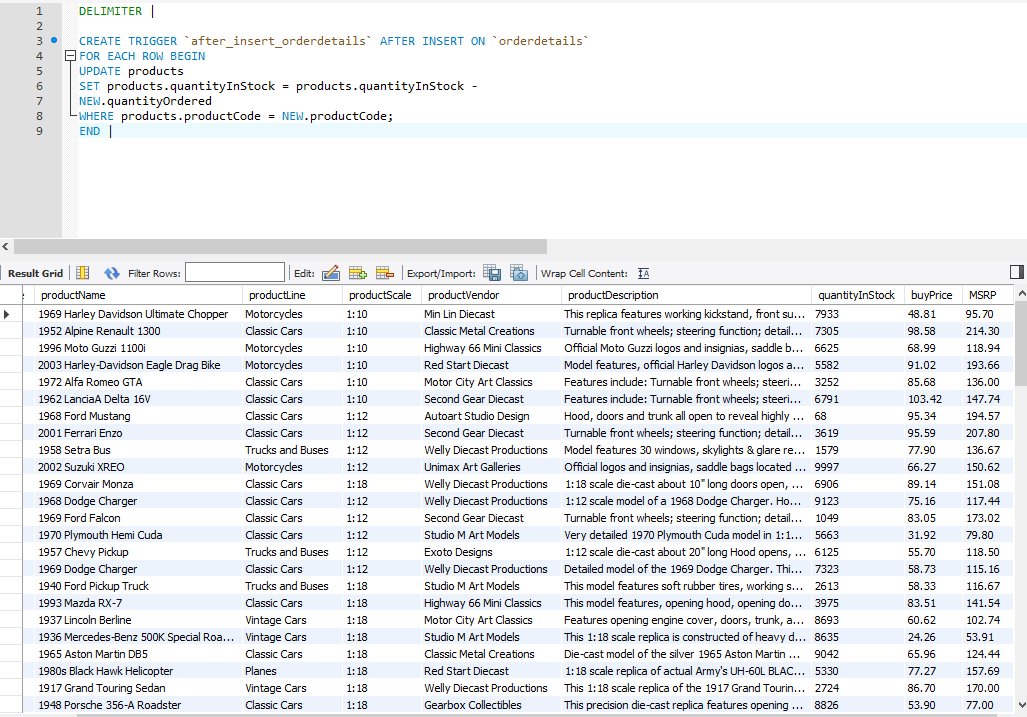 1 DELIMITER |
2
3 CREATE TRIGGER `after_insert_orderdetails` AFTER INSERT ON `orderdetails`
4 FOR EACH ROW BEGIN
5 UPDATE products
6 SET products.quantityInStock = products.quantityInStock -
7 NEW.quantityOrdered
8 WHERE products.productCode = NEW.productCode;
9 END |
Result Grid Filter Rows: Edit: Export/Import: Wrap Cell Content:
productName productLine productScale productVendor productDescription quantityInStock buyPrice MSRP
1969 Harley Davidson Ultimate Chopper Motorcycles 1:10 Min Lin Diecast This replica features working kickstand, front su... 7933 48.81 95.70
1952 Alpine Renault 1300 Classic Cars 1:10 Classic Metal Creations Turnable front wheels; steering function; detail... 7305 98.58 214.30
1996 Moto Guzzi 1100i Motorcycles 1:10 Highway 66 Mini Classics Official Moto Guzzi logos and insignias, saddle b... 6625 68.99 118.94
2003 Harley-Davidson Eagle Drag Bike Motorcycles 1:10 Red Start Diecast Model features, official Harley Davidson logos a... 5582 91.02 193.66
1972 Alfa Romeo GTA Classic Cars 1:10 Motor City Art Classics Features include: Turnable front wheels; steeri... 3252 85.68 136.00
1962 LanciaA Delta 16V Classic Cars 1:10 Second Gear Diecast Features include: Turnable front wheels; steeri... 6791 103.42 147.74
1968 Ford Mustang Classic Cars 1:12 Autoart Studio Design Hood, doors and trunk all open to reveal highly ... 68 95.34 194.57
2001 Ferrari Enzo Classic Cars 1:12 Second Gear Diecast Turnable front wheels; steering function; detail... 3619 95.59 207.80
1958 Setra Bus Trucks and Buses 1:12 Welly Diecast Productions Model features 30 windows, skylights & glare re... 1579 77.90 136.67
2002 Suzuki XREO Motorcycles 1:12 Unimax Art Galleries Official logos and insignias, saddle bags located ... 9997 66.27 150.62
1969 Corvair Monza Classic Cars 1:18 Welly Diecast Productions 1:18 scale die-cast about 10" long doors open, ... 6906 89.14 151.08
1968 Dodge Charger Classic Cars 1:12 Welly Diecast Productions 1:12 scale model of a 1968 Dodge Charger. Ho... 9123 75.16 117.44
1969 Ford Falcon Classic Cars 1:12 Second Gear Diecast Turnable front wheels; steering function; detail... 1049 83.05 173.02
1970 Plymouth Hemi Cuda Classic Cars 1:12 Studio M Art Models Very detailed 1970 Plymouth Cuda model in 1:1... 5663 31.92 79.80
1957 Chevy Pickup Trucks and Buses 1:12 Exoto Designs 1:12 scale die-cast about 20" long Hood opens, ... 6125 55.70 118.50
1969 Dodge Charger Classic Cars 1:12 Welly Diecast Productions Detailed model of the 1969 Dodge Charger. Thi... 7323 58.73 115.16
1940 Ford Pickup Truck Trucks and Buses 1:18 Studio M Art Models This model features soft rubber tires, working s... 2613 58.33 116.67
1993 Mazda RX-7 Classic Cars 1:18 Highway 66 Mini Classics This model features, opening hood, opening do... 3975 83.51 141.54
1937 Lincoln Berline Vintage Cars 1:18 Motor City Art Classics Features opening engine cover, doors, trunk, a... 8693 60.62 102.74
1936 Mercedes-Benz 500K Special Roa... Vintage Cars 1:18 Studio M Art Models This 1:18 scale replica is constructed of heavy d... 8635 24.26 53.91
1965 Aston Martin DB5 Classic Cars 1:18 Classic Metal Creations Die-cast model of the silver 1965 Aston Martin ... 9042 65.96 124.44
1980s Black Hawk Helicopter Planes 1:18 Red Start Diecast 1:18 scale replica of actual Army's UH-60L BLAC... 5330 77.27 157.69
1917 Grand Touring Sedan Vintage Cars 1:18 Welly Diecast Productions This 1:18 scale replica of the 1917 Grand Tourin... 2724 86.70 170.00
1948 Porsche 356-A Roadster Classic Cars 1:18 Gearbox Collectibles This precision die-cast replica features opening ... 8826 53.90 77.00